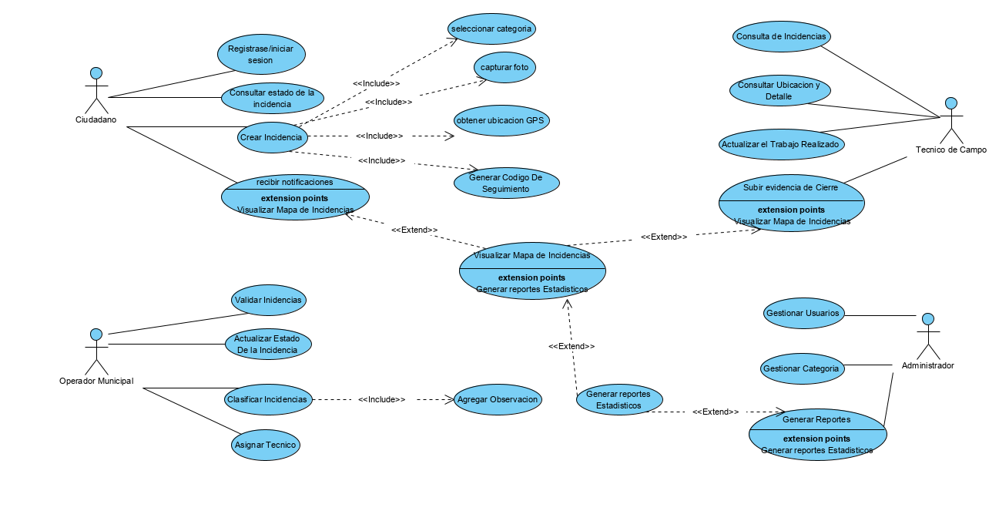 seleccionar categoria
Consulta de Incidencias
Registrase/iniciar
sesion
capturar foto
<<Include>>
Consultar estado de la
incidencia
<<Include>>
Consultar Ubicacion y
Detalle
Ciudadano
obtener ubicacion GPS
Crear Incidencia
<<Include>>
Actualizar el Trabajo Realizado
Tecnico de Campo
<<Include>>
Generar Codigo De
Seguimiento
recibir notificaciones
extension points
Visualizar Mapa de Incidencias
Subir evidencia de Cierre
extension points
Visualizar Mapa de Incidencias
<<Extend>>
<<Extend>>
Visualizar Mapa de Incidencias
extension points
Generar reportes Estadisticos
Validar Inidencias
Gestionar Usuarios
Actualizar Estado
De la Incidencia
<<Extend>>
Operador Municipal
Gestionar Categoria
Administrador
Clasificar Incidencias
<<Include>>
Agregar Observacion
Generar reportes
Estadisticos
<<Extend>>
Generar Reportes
extension points
Generar reportes Estadisticos
Asignar Tecnico